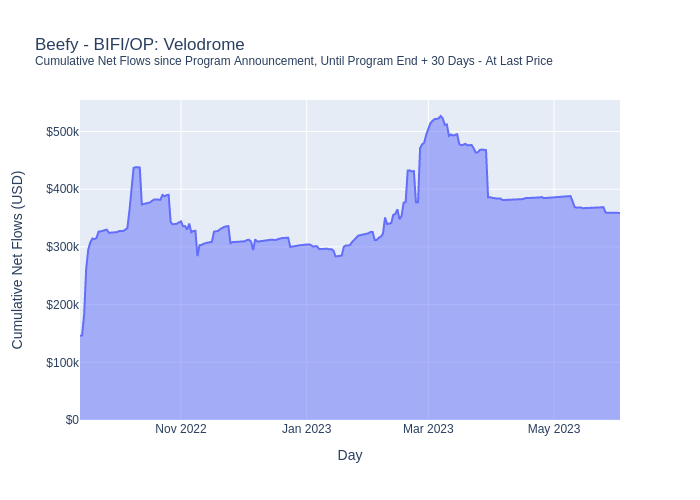 Beefy - BIFI/OP: Velodrome
Cumulative Net Flows since Program Announcement, Until Program End + 30 Days - At Last Price
Cumulative Net Flows (USD)
$500k
$400k
$300k
$200k
$100k
$0
Nov 2022
Jan 2023
Mar 2023
May 2023
Day